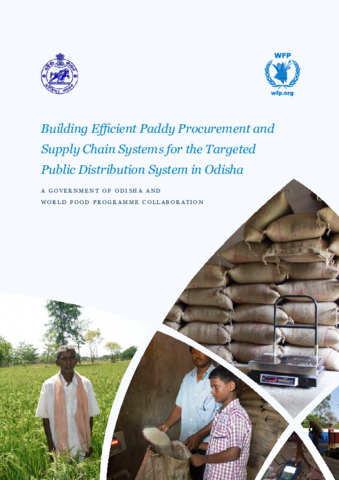 WFP
wfp.org
Building Efficient Paddy Procurement and
Supply Chain Systems for the Targeted
Public Distribution System in Odisha
A GOVERNMENT OF ODISHA AND
WORLD FOOD PROGRAMME COLLABORATION